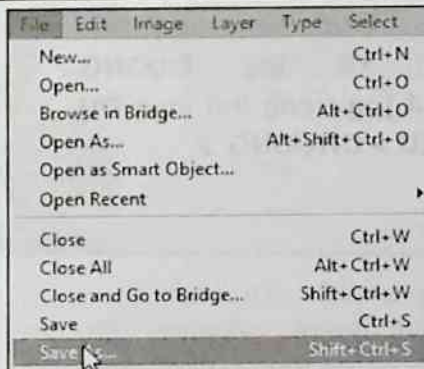 File Edit Image Layer Type Select
New... Ctrl+N
Open... Ctrl+O
Browse in Bridge... Alt+Ctrl+O
Open As... Alt+Shift+Ctrl+O
Open as Smart Object...
Open Recent
Close Ctrl+W
Close All Alt+Ctrl+W
Close and Go to Bridge... Shift+Ctrl+W
Save Ctrl+S
Save As... Shift+Ctrl+S